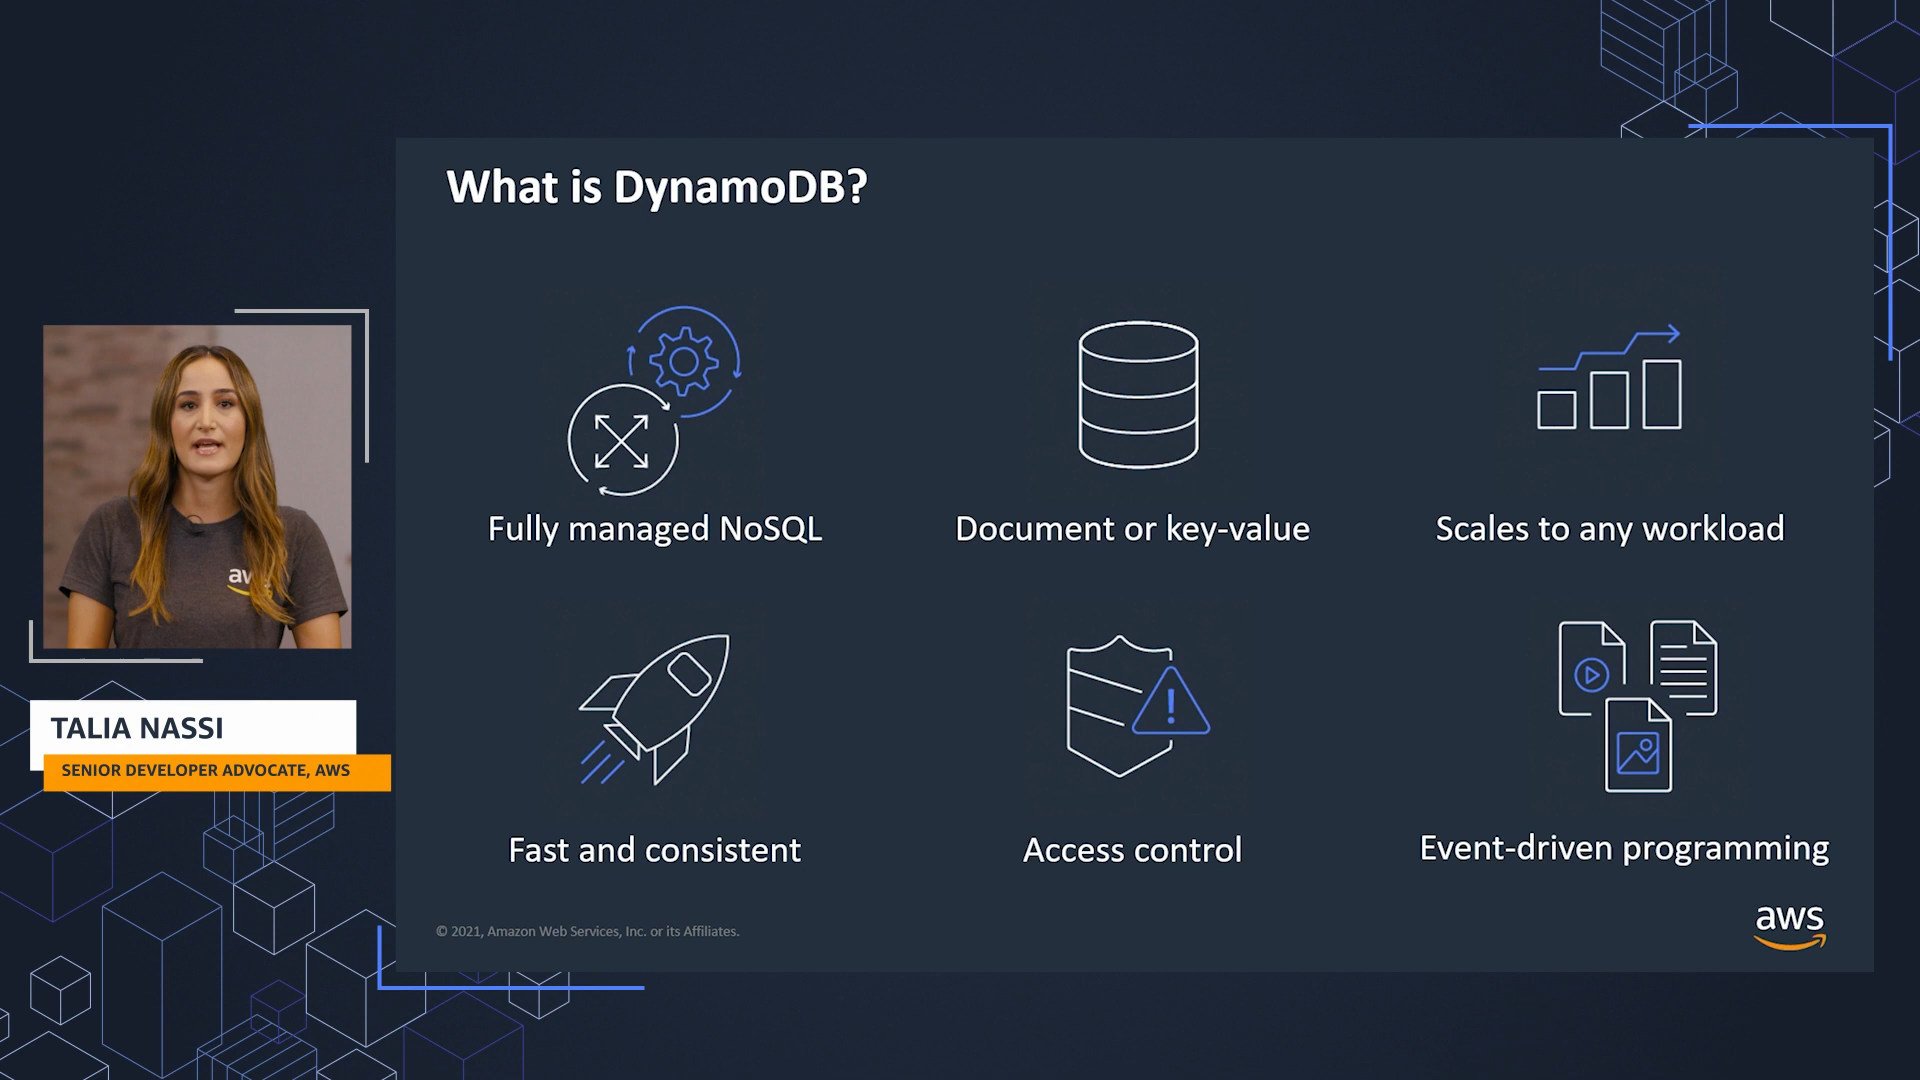 What is DynamoDB?
Fully managed NoSQL
Document or key-value
Scales to any workload
Fast and consistent
Access control
Event-driven programming
© 2021, Amazon Web Services, Inc. or its Affiliates.
aws
aws
TALIA NASSI
SENIOR DEVELOPER ADVOCATE, AWS